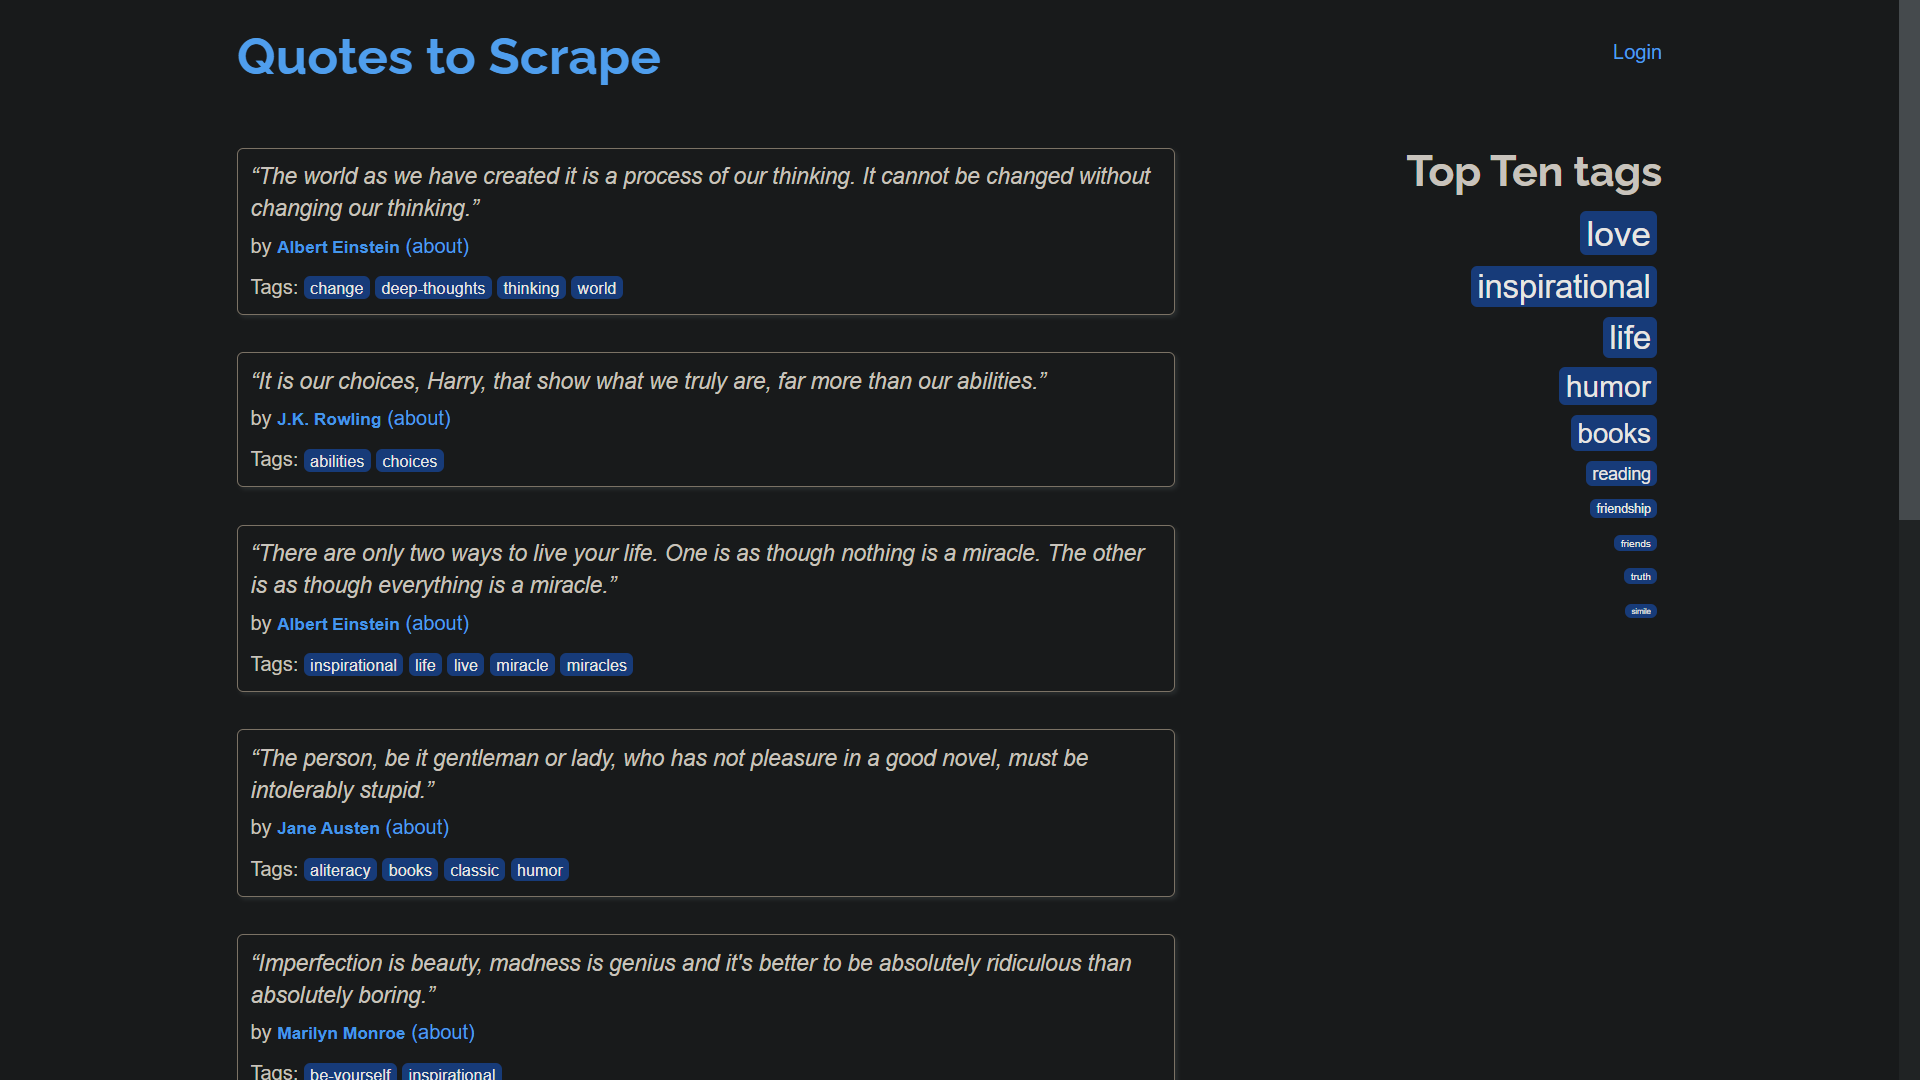 Quotes to Scrape
Login
“The world as we have created it is a process of our thinking. It cannot be changed without
changing our thinking.”
by Albert Einstein (about)
Tags: change deep-thoughts thinking world
“It is our choices, Harry, that show what we truly are, far more than our abilities.”
by J.K. Rowling (about)
Tags: abilities choices
“There are only two ways to live your life. One is as though nothing is a miracle. The other
is as though everything is a miracle.”
by Albert Einstein (about)
Tags: inspirational life live miracle miracles
“The person, be it gentleman or lady, who has not pleasure in a good novel, must be
intolerably stupid.”
by Jane Austen (about)
Tags: aliteracy books classic humor
“Imperfection is beauty, madness is genius and it's better to be absolutely ridiculous than
absolutely boring.”
by Marilyn Monroe (about)
Tags: be-yourself inspirational
Top Ten tags
love
inspirational
life
humor
books
reading
friendship
friends
truth
simile